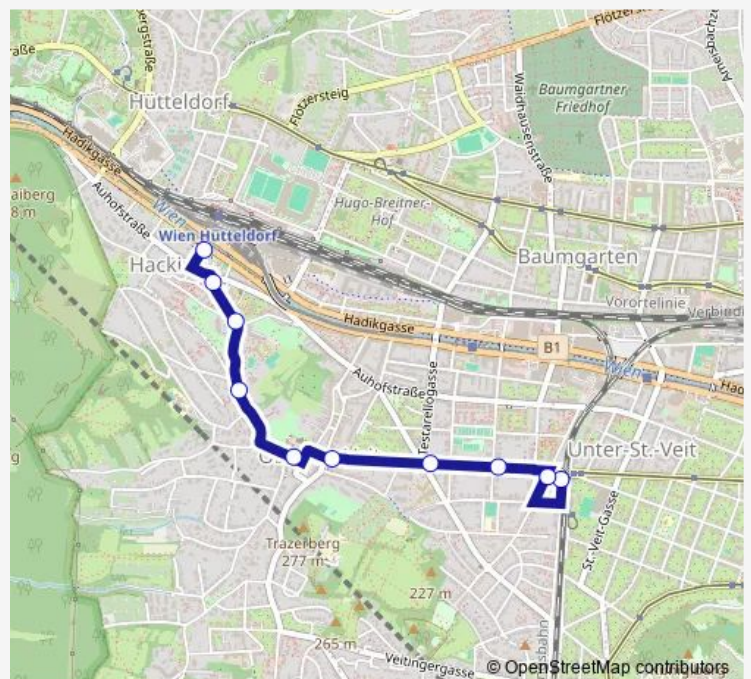 Flötzersteig
Hütteldorf
Flötzersteig
Waidhausenstraße
Baumgartner
Friedhof
Hadikgasse
Auhofstraße
Wien
Hugo-Breitner-
Hof
8 m
Wien Hütteldorf
Baumgarten
Vorortelinie
Hadikgasse
B1
Wien
Auhofstraße
Testarellogasse
Unter-St.-Veit
St.-Veit-Gasse
Trazerberg
277 m
227 m
265 m
Veitingergasse
© OpenStreetMap contributors